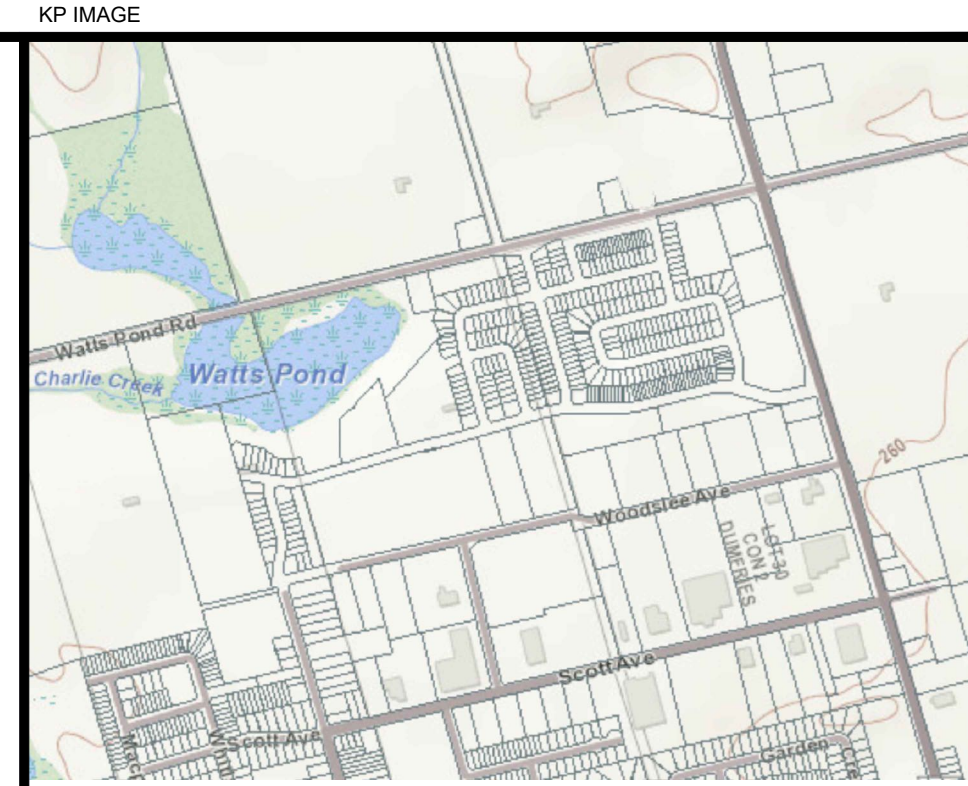 KP IMAGE
Watts Pond Rd
Charlie Creek
Watts Pond
260
Woodslee Ave
LOT 30
CON 2
DUMFRIES
Scott Ave
Scott Ave
Garden Cre